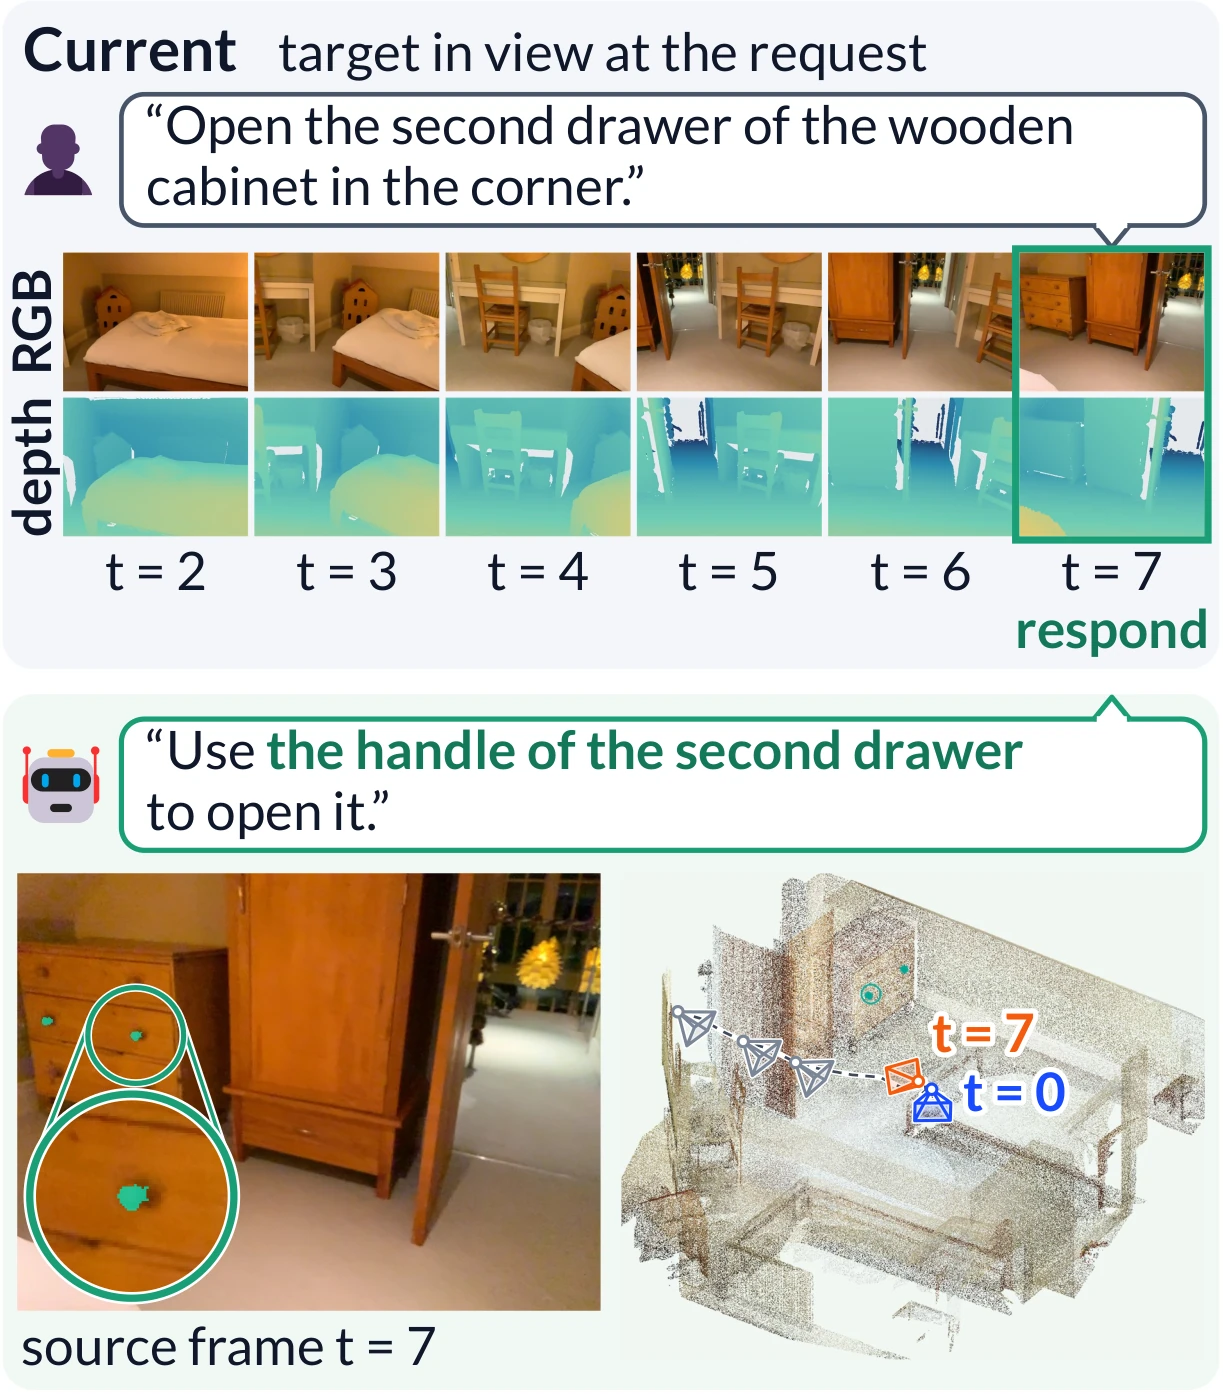 Current target in view at the request
“Open the second drawer of the wooden
cabinet in the corner.”
RGB
depth
t = 2 t = 3 t = 4 t = 5 t = 6 t = 7
respond
“Use the handle of the second drawer
to open it.”
t = 7
t = 0
source frame t = 7